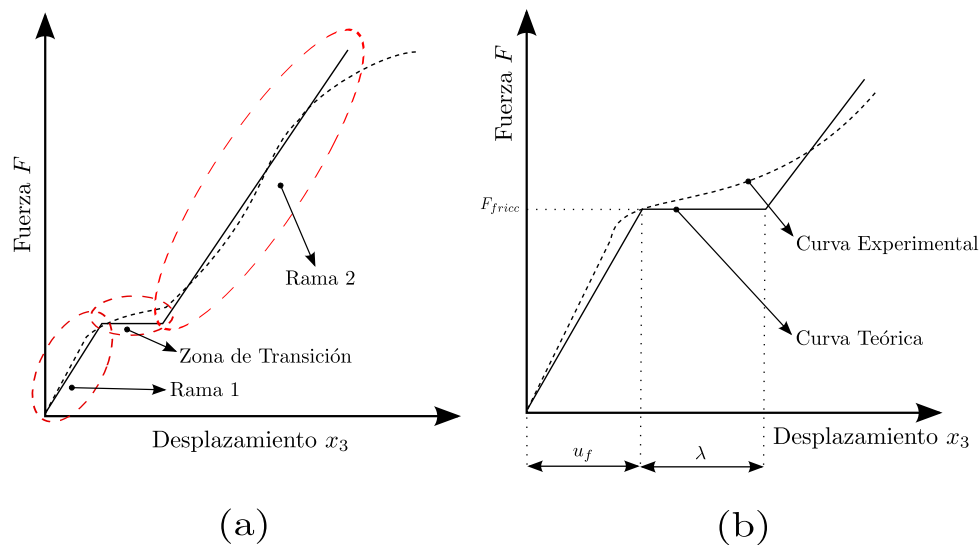 Fuerza F
Rama 2
Zona de Transición
Rama 1
Desplazamiento x₃
(a)
Fuerza F
F_fricc
Curva Experimental
Curva Teórica
Desplazamiento x₃
u_f
λ
(b)